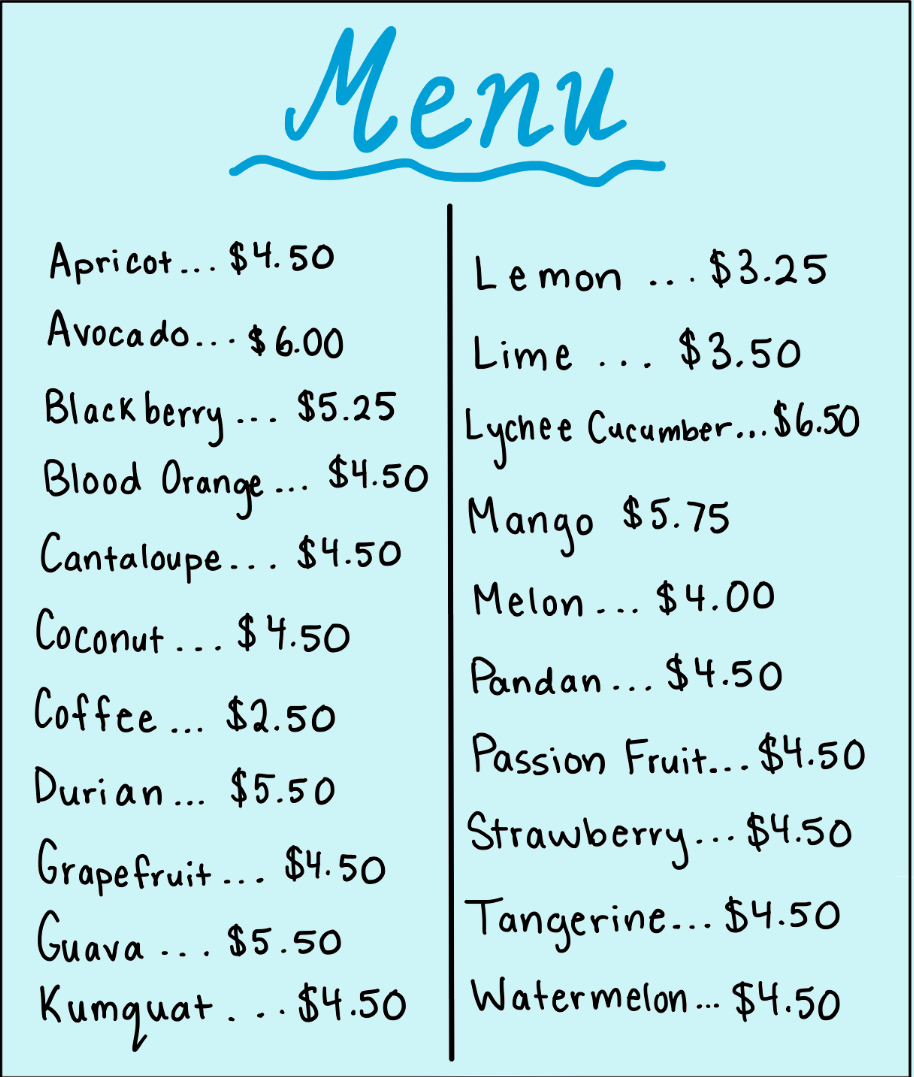 Menu
Apricot... $4.50
Avocado... $6.00
Blackberry... $5.25
Blood Orange... $4.50
Cantaloupe... $4.50
Coconut... $4.50
Coffee... $2.50
Durian... $5.50
Grapefruit... $4.50
Guava... $5.50
Kumquat... $4.50
Lemon... $3.25
Lime... $3.50
Lychee Cucumber... $6.50
Mango $5.75
Melon... $4.00
Pandan... $4.50
Passion Fruit... $4.50
Strawberry... $4.50
Tangerine... $4.50
Watermelon... $4.50